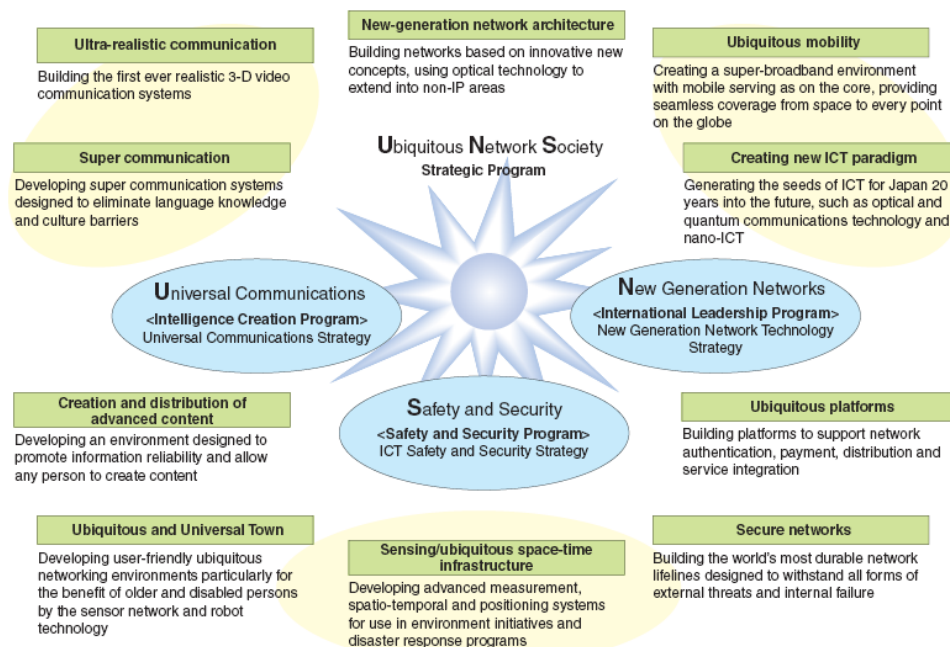 New-generation network architecture
Building networks based on innovative new
concepts, using optical technology to
extend into non-IP areas
Ultra-realistic communication
Building the first ever realistic 3-D video
communication systems
Ubiquitous mobility
Creating a super-broadband environment
with mobile serving as on the core, providing
seamless coverage from space to every point
on the globe
Super communication
Developing super communication systems
designed to eliminate language knowledge
and culture barriers
Ubiquitous Network Society
Strategic Program
Creating new ICT paradigm
Generating the seeds of ICT for Japan 20
years into the future, such as optical and
quantum communications technology and
nano-ICT
Universal Communications
<Intelligence Creation Program>
Universal Communications Strategy
New Generation Networks
<International Leadership Program>
New Generation Network Technology
Strategy
Safety and Security
<Safety and Security Program>
ICT Safety and Security Strategy
Creation and distribution of
advanced content
Developing an environment designed to
promote information reliability and allow
any person to create content
Ubiquitous platforms
Building platforms to support network
authentication, payment, distribution and
service integration
Ubiquitous and Universal Town
Developing user-friendly ubiquitous
networking environments particularly for
the benefit of older and disabled persons
by the sensor network and robot
technology
Sensing/ubiquitous space-time
infrastructure
Developing advanced measurement,
spatio-temporal and positioning systems
for use in environment initiatives and
disaster response programs
Secure networks
Building the world's most durable network
lifelines designed to withstand all forms of
external threats and internal failure